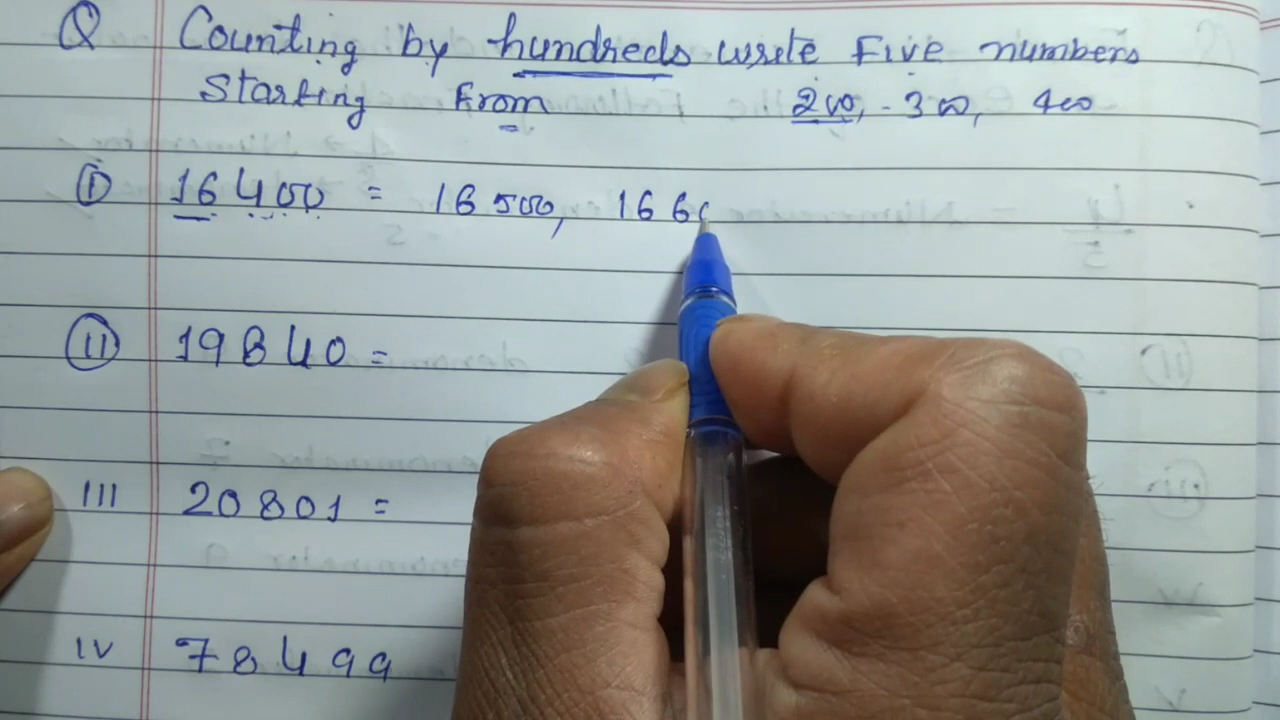 Q Counting by hundreds write Five numbers
Starting From 200, 300, 400
(i) 16400 = 16500, 166
(ii) 19840 =
III 20801 =
IV 78499